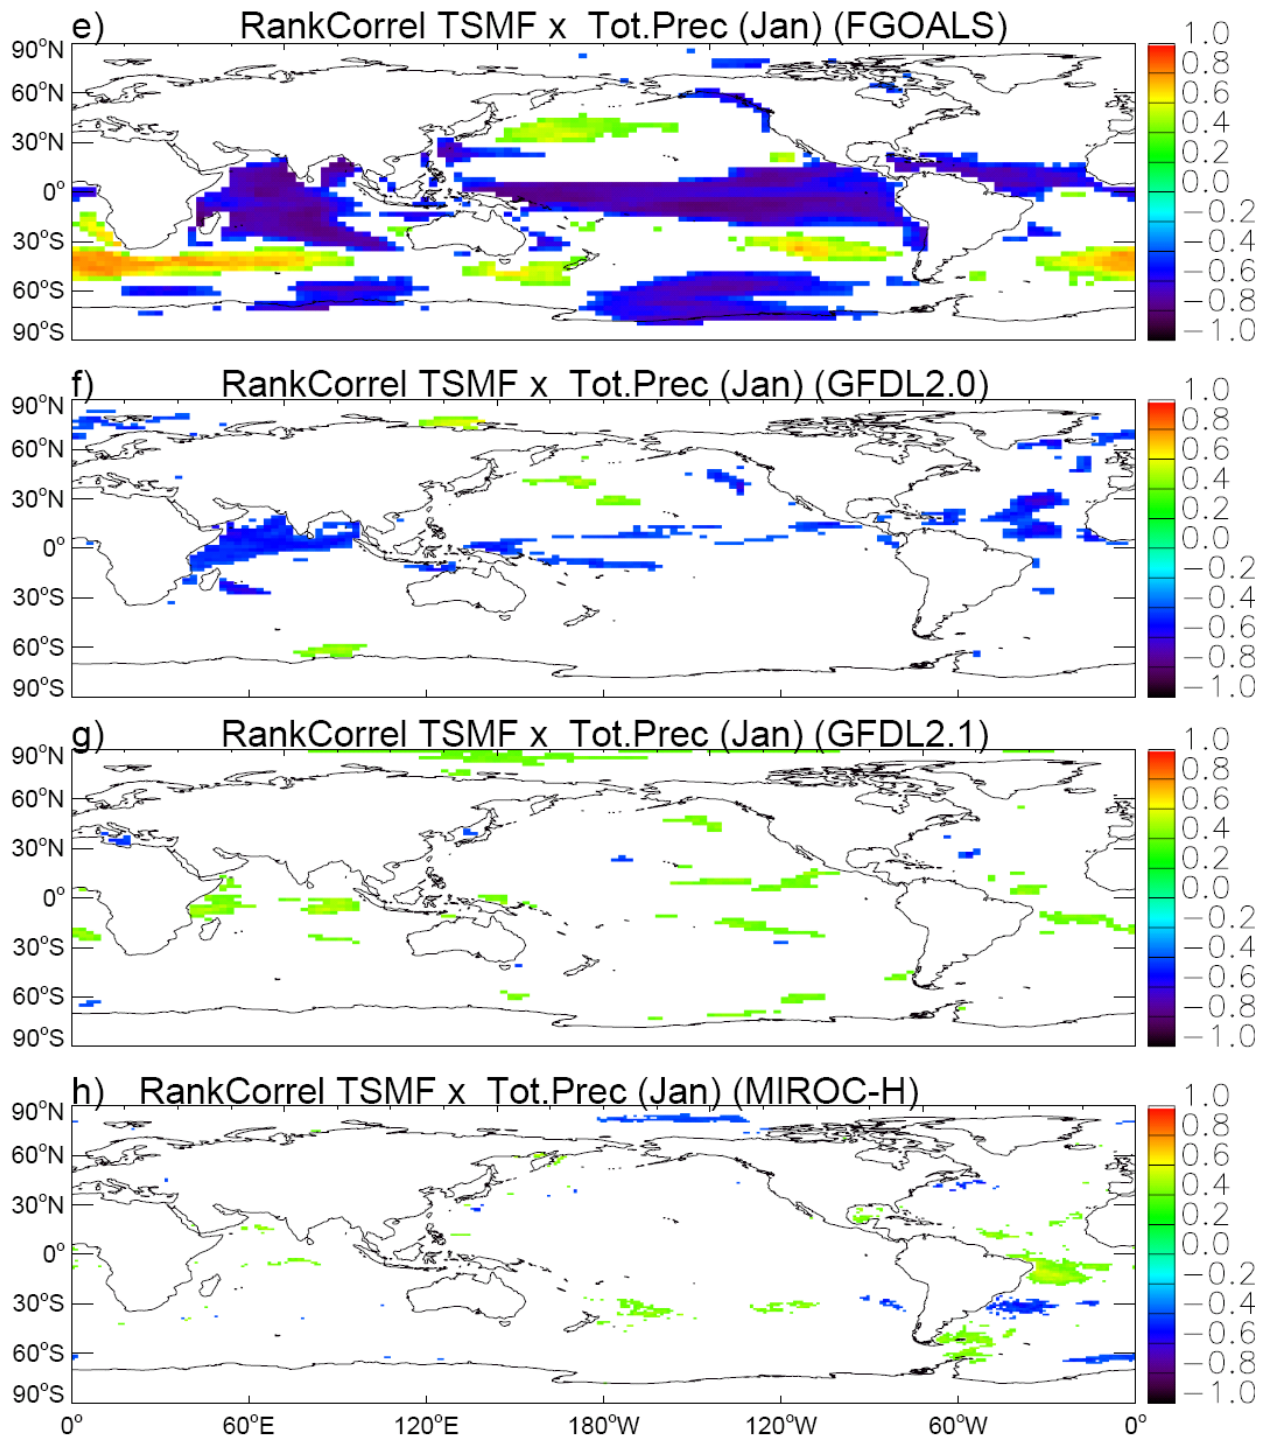 e) RankCorrel TSMF x Tot.Prec (Jan) (FGOALS)
90°N
60°N
30°N
0°
30°S
60°S
90°S
1.0
0.8
0.6
0.4
0.2
0.0
−0.2
−0.4
−0.6
−0.8
−1.0
f) RankCorrel TSMF x Tot.Prec (Jan) (GFDL2.0)
90°N
60°N
30°N
0°
30°S
60°S
90°S
1.0
0.8
0.6
0.4
0.2
0.0
−0.2
−0.4
−0.6
−0.8
−1.0
g) RankCorrel TSMF x Tot.Prec (Jan) (GFDL2.1)
90°N
60°N
30°N
0°
30°S
60°S
90°S
1.0
0.8
0.6
0.4
0.2
0.0
−0.2
−0.4
−0.6
−0.8
−1.0
h) RankCorrel TSMF x Tot.Prec (Jan) (MIROC-H)
90°N
60°N
30°N
0°
30°S
60°S
90°S
1.0
0.8
0.6
0.4
0.2
0.0
−0.2
−0.4
−0.6
−0.8
−1.0
0° 60°E 120°E 180°W 120°W 60°W 0°